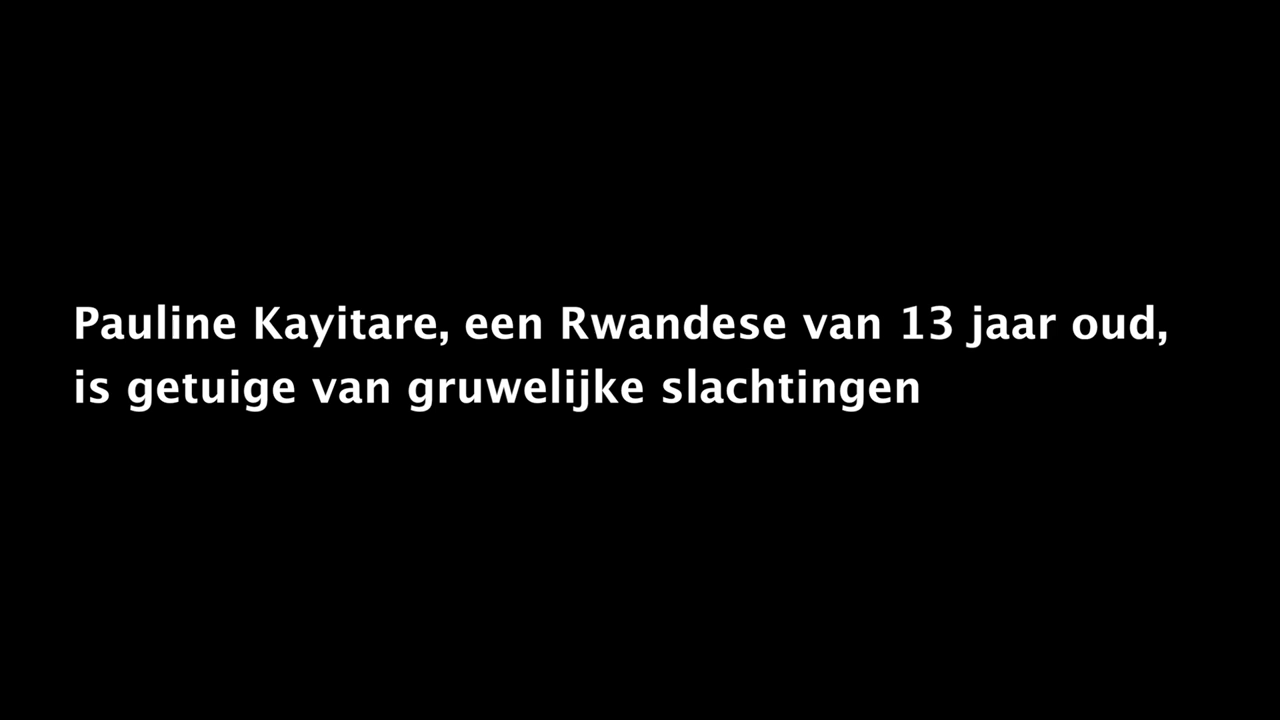 Pauline Kayitare, een Rwandese van 13 jaar oud,
is getuige van gruwelijke slachtingen